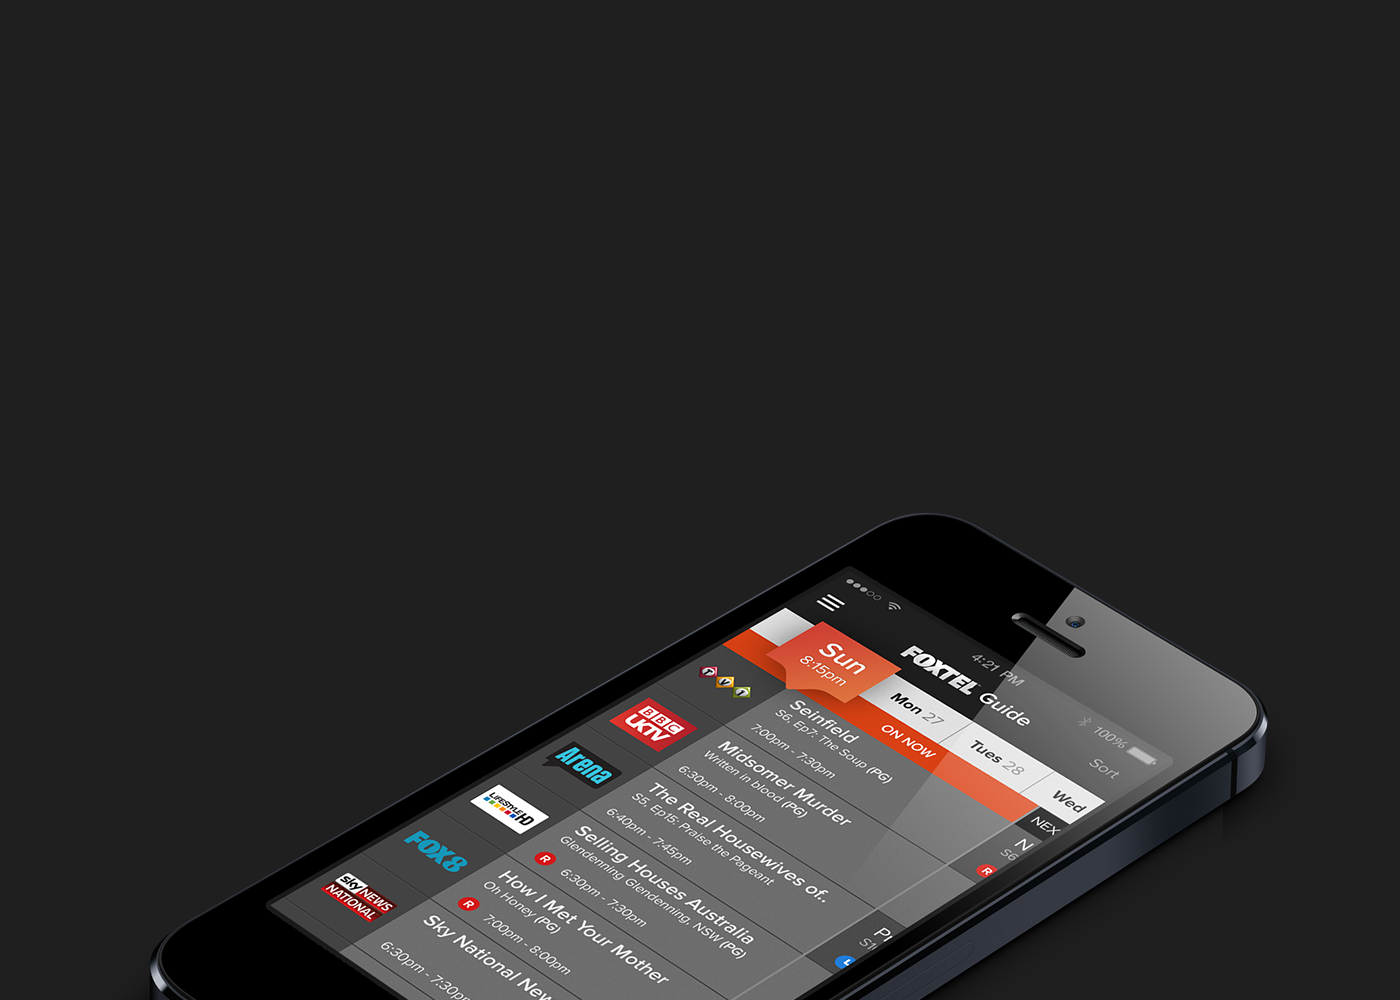 4:21 PM
100%
FOXTEL Guide
Sort
Sun
8:15pm
Mon 27
Tues 28
Wed
ON NOW
NEX
TVT
Seinfeld
S6, Ep7: The Soup (PG)
7:00pm - 7:30pm
N
S6
R
BBC
UKTV
Midsomer Murder
Written in blood (PG)
6:30pm - 8:00pm
Arena
The Real Housewives of..
S5, Ep15: Praise the Pageant
6:40pm - 7:45pm
LIFESTYLE HD
Selling Houses Australia
Glendenning Glendenning, NSW (PG)
R 6:30pm - 7:30pm
FOX8
How I Met Your Mother
Oh Honey (PG)
R 7:00pm - 8:00pm
sky NEWS
NATIONAL
Sky National New
6:30pm - 7:30p